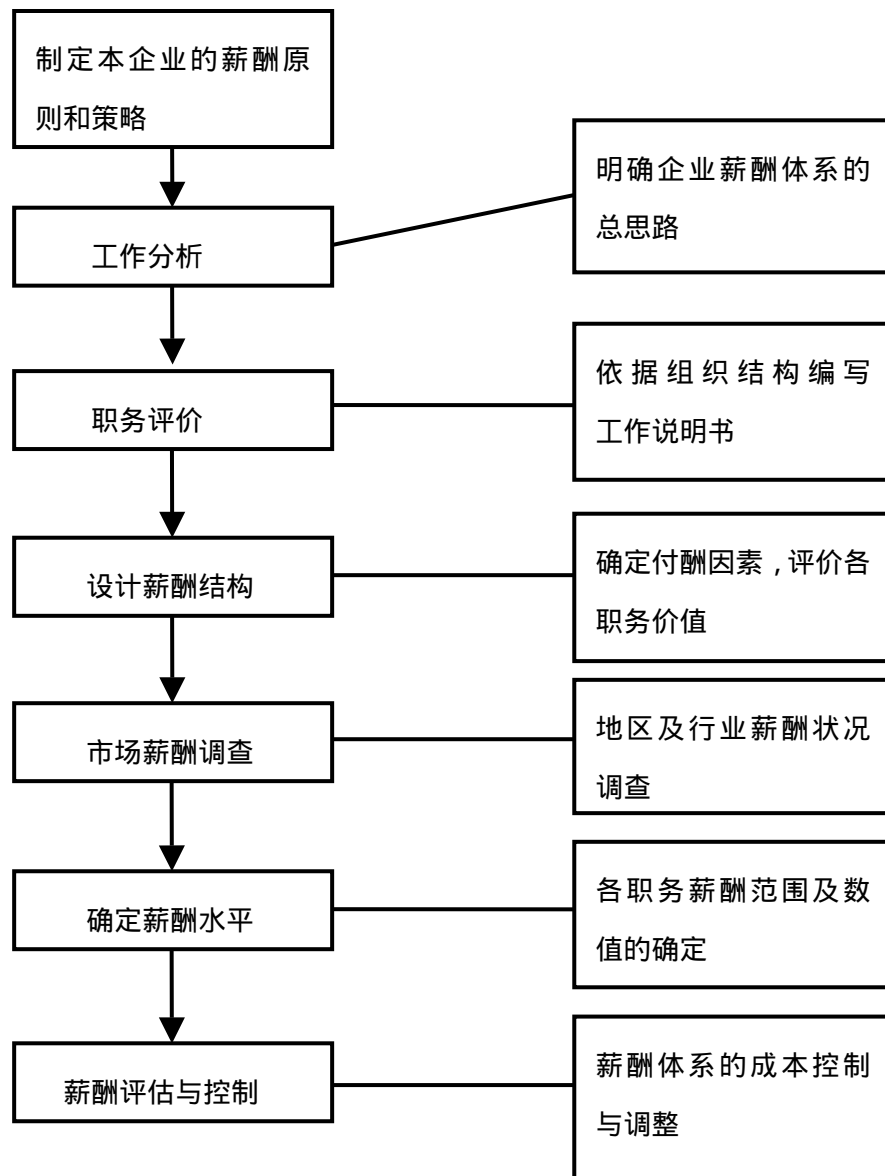 制定本企业的薪酬原
则和策略
明确企业薪酬体系的
总思路
工作分析
依据组织结构编写
工作说明书
职务评价
确定付酬因素，评价各
职务价值
设计薪酬结构
地区及行业薪酬状况
调查
市场薪酬调查
各职务薪酬范围及数
值的确定
确定薪酬水平
薪酬体系的成本控制
与调整
薪酬评估与控制